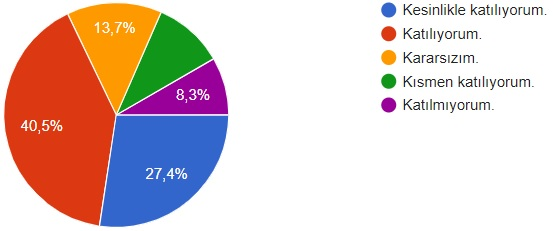 Kesinlikle katılıyorum.
Katılıyorum.
Kararsızım.
Kısmen katılıyorum.
Katılmıyorum.
13,7%
8,3%
40,5%
27,4%